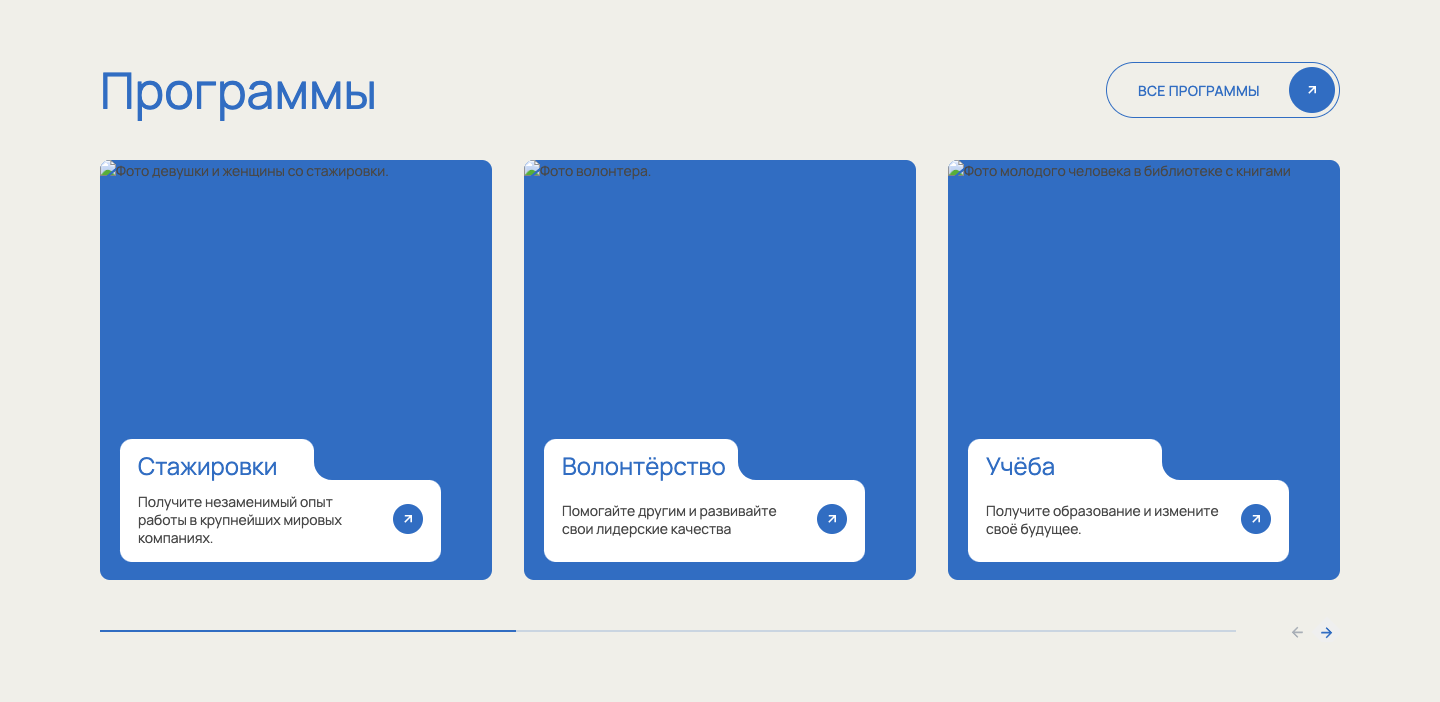 Программы
ВСЕ ПРОГРАММЫ
Фото девушки и женщины со стажировки.
Фото волонтера.
Фото молодого человека в библиотеке с книгами
Стажировки
Получите незаменимый опыт
работы в крупнейших мировых
компаниях.
Волонтёрство
Помогайте другим и развивайте
свои лидерские качества
Учёба
Получите образование и измените
своё будущее.